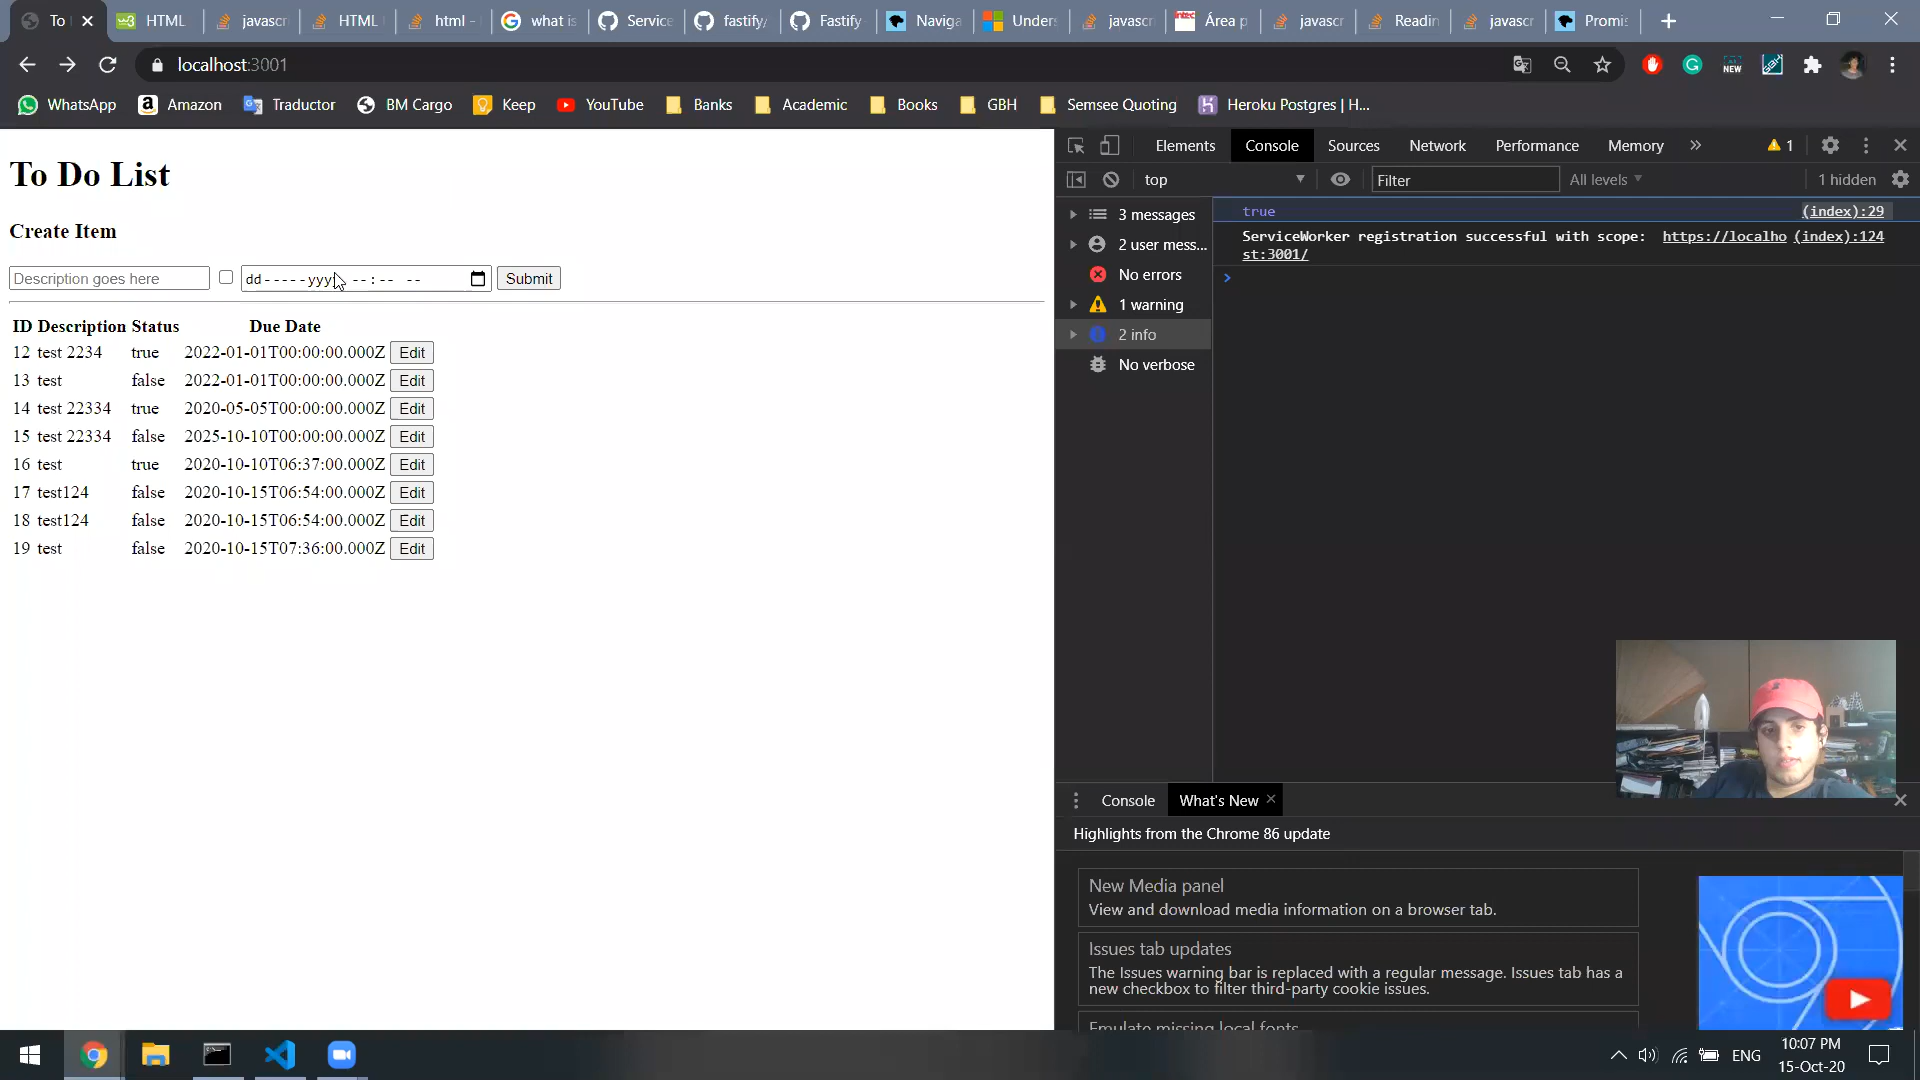 To
HTML
javascr
HTML
html -
what is
Service
fastify/
Fastify
Naviga
Unders
javascr
Área p
javascr
Readin
javascr
Promis
localhost:3001
NEW
WhatsApp
Amazon
Traductor
BM Cargo
Keep
YouTube
Banks
Academic
Books
GBH
Semsee Quoting
Heroku Postgres | H...
To Do List
Create Item
Description goes here
dd-----yyyy --:-- --
Submit
ID Description Status Due Date
12 test 2234 true 2022-01-01T00:00:00.000Z Edit
13 test false 2022-01-01T00:00:00.000Z Edit
14 test 22334 true 2020-05-05T00:00:00.000Z Edit
15 test 22334 false 2025-10-10T00:00:00.000Z Edit
16 test true 2020-10-10T06:37:00.000Z Edit
17 test124 false 2020-10-15T06:54:00.000Z Edit
18 test124 false 2020-10-15T06:54:00.000Z Edit
19 test false 2020-10-15T07:36:00.000Z Edit
Elements
Console
Sources
Network
Performance
Memory
1
top
Filter
All levels
1 hidden
3 messages
2 user mess...
No errors
1 warning
2 info
No verbose
true (index):29
ServiceWorker registration successful with scope: https://localho (index):124
st:3001/
Console
What's New
Highlights from the Chrome 86 update
New Media panel
View and download media information on a browser tab.
Issues tab updates
The Issues warning bar is replaced with a regular message. Issues tab has a
new checkbox to filter third-party cookie issues.
Emulate missing local fonts
ENG
10:07 PM
15-Oct-20